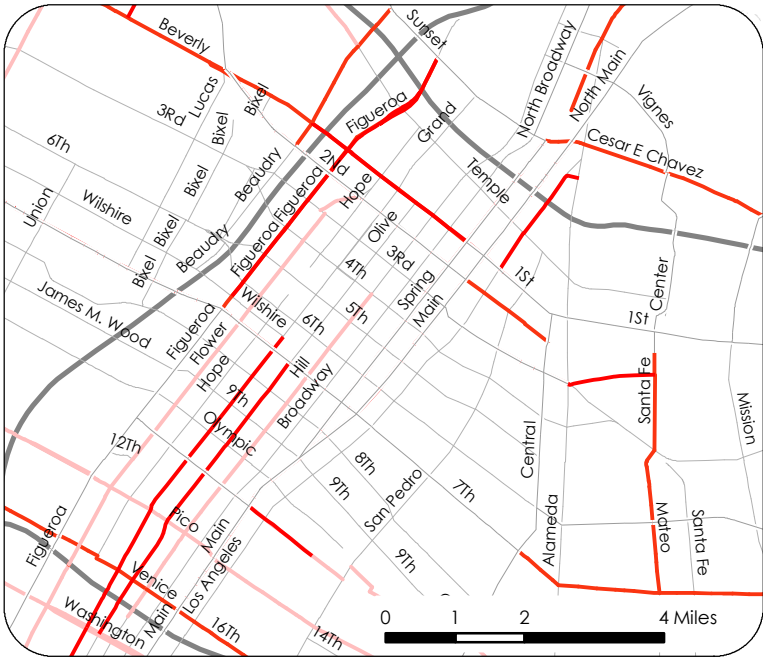 Beverly
Sunset
North Broadway
North Main
Vignes
Lucas
3Rd
Bixel
Bixel
Figueroa
Grand
Cesar E Chavez
6Th
Bixel
Beaudry
2Nd
Hope
Temple
Union
Wilshire
Bixel
Beaudry
Figueroa
Figueroa
Olive
3Rd
4Th
Spring
Main
1St
Center
Bixel
James M. Wood
Figueroa
Flower
Wilshire
6Th
5Th
1St
Hope
9Th
Hill
Broadway
Santa Fe
Mission
Olympic
12Th
8Th
9Th
San Pedro
7Th
Central
Alameda
Mateo
Santa Fe
Figueroa
Pico
Main
Los Angeles
9Th
Venice
Washington
Main
16Th
14Th
0 1 2 4 Miles